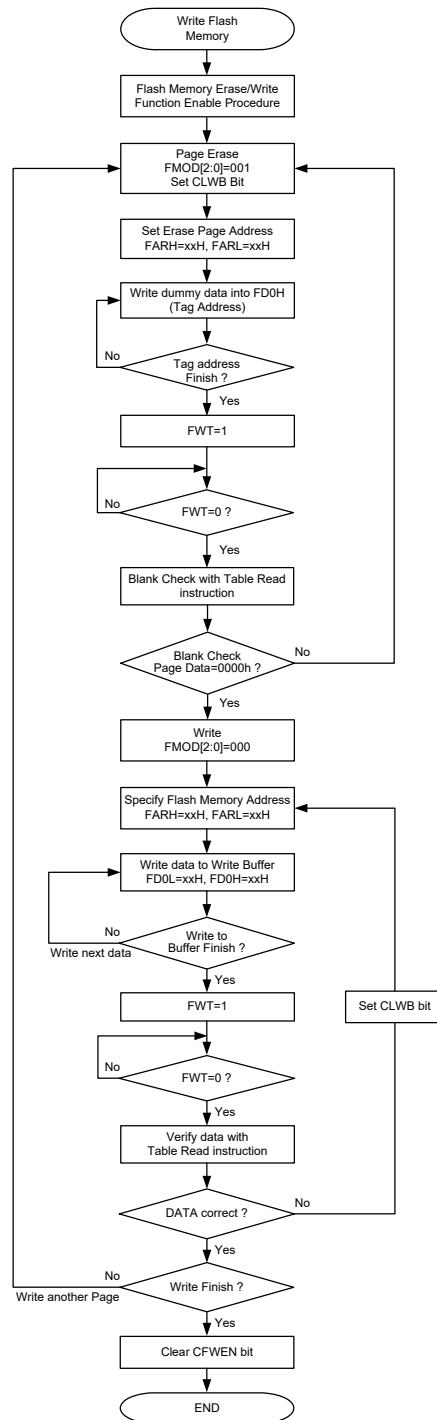 Write Flash
Memory
Flash Memory Erase/Write
Function Enable Procedure
Page Erase
FMOD[2:0]=001
Set CLWB Bit
Set Erase Page Address
FARH=xxH, FARL=xxH
Write dummy data into FD0H
(Tag Address)
No
Tag address
Finish ?
Yes
FWT=1
No
FWT=0 ?
Yes
Blank Check with Table Read
instruction
No
Blank Check
Page Data=0000h ?
Yes
Write
FMOD[2:0]=000
Specify Flash Memory Address
FARH=xxH, FARL=xxH
Write data to Write Buffer
FD0L=xxH, FD0H=xxH
No
Write next data
Write to
Buffer Finish ?
Yes
FWT=1
Set CLWB bit
No
FWT=0 ?
Yes
Verify data with
Table Read instruction
No
DATA correct ?
Yes
No
Write another Page
Write Finish ?
Yes
Clear CFWEN bit
END